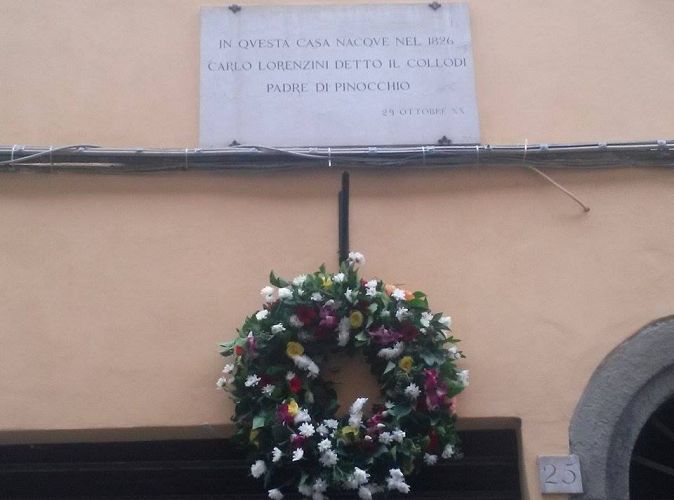 IN QVESTA CASA NACQVE NEL 1826
CARLO LORENZINI DETTO IL COLLODI
PADRE DI PINOCCHIO
29 OTTOBRE XX
25